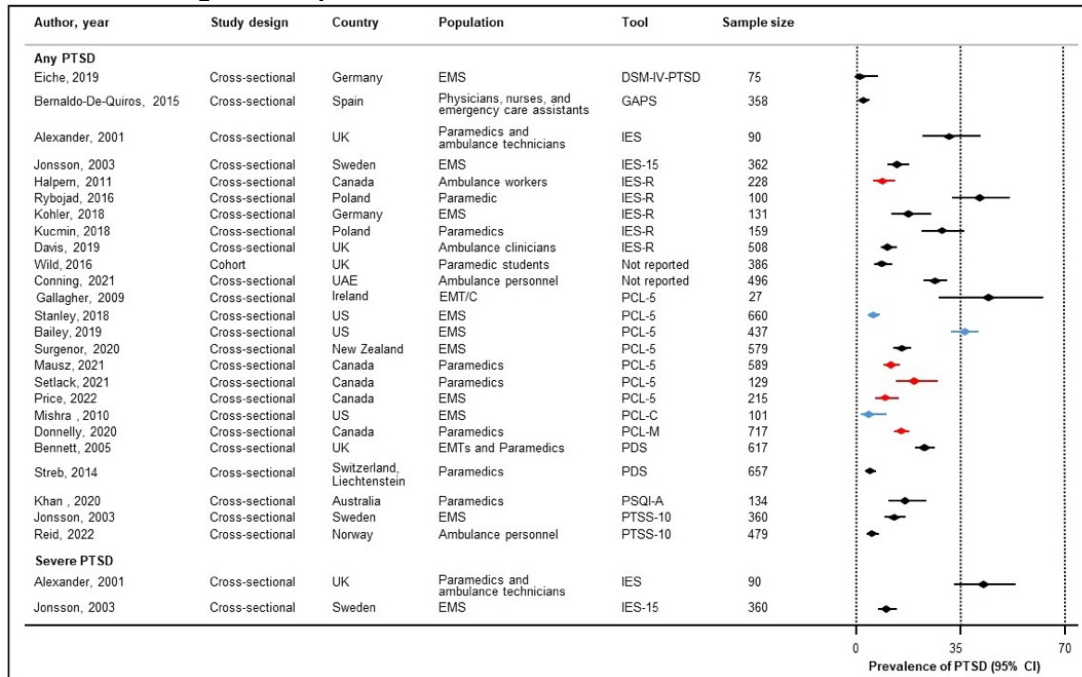 Author, year Study design Country Population Tool Sample size
Any PTSD
Eiche, 2019 Cross-sectional Germany EMS DSM-IV-PTSD 75
Bernaldo-De-Quiros, 2015 Cross-sectional Spain Physicians, nurses, and GAPS 358
emergency care assistants
Alexander, 2001 Cross-sectional UK Paramedics and IES 90
ambulance technicians
Jonsson, 2003 Cross-sectional Sweden EMS IES-15 362
Halpern, 2011 Cross-sectional Canada Ambulance workers IES-R 228
Rybojad, 2016 Cross-sectional Poland Paramedic IES-R 100
Kohler, 2018 Cross-sectional Germany EMS IES-R 131
Kucmin, 2018 Cross-sectional Poland Paramedics IES-R 159
Davis, 2019 Cross-sectional UK Ambulance clinicians IES-R 508
Wild, 2016 Cohort UK Paramedic students Not reported 386
Conning, 2021 Cross-sectional UAE Ambulance personnel Not reported 496
Gallagher, 2009 Cross-sectional Ireland EMT/C PCL-5 27
Stanley, 2018 Cross-sectional US EMS PCL-5 660
Bailey, 2019 Cross-sectional US EMS PCL-5 437
Surgenor, 2020 Cross-sectional New Zealand EMS PCL-5 579
Mausz, 2021 Cross-sectional Canada Paramedics PCL-5 589
Setlack, 2021 Cross-sectional Canada Paramedics PCL-5 129
Price, 2022 Cross-sectional Canada EMS PCL-5 215
Mishra , 2010 Cross-sectional US EMS PCL-C 101
Donnelly, 2020 Cross-sectional Canada Paramedics PCL-M 717
Bennett, 2005 Cross-sectional UK EMTs and Paramedics PDS 617
Streb, 2014 Cross-sectional Switzerland, Paramedics PDS 657
Liechtenstein
Khan , 2020 Cross-sectional Australia Paramedics PSQI-A 134
Jonsson, 2003 Cross-sectional Sweden EMS PTSS-10 360
Reid, 2022 Cross-sectional Norway Ambulance personnel PTSS-10 479
Severe PTSD
Alexander, 2001 Cross-sectional UK Paramedics and IES 90
ambulance technicians
Jonsson, 2003 Cross-sectional Sweden EMS IES-15 360
0 35 70
Prevalence of PTSD (95% CI)